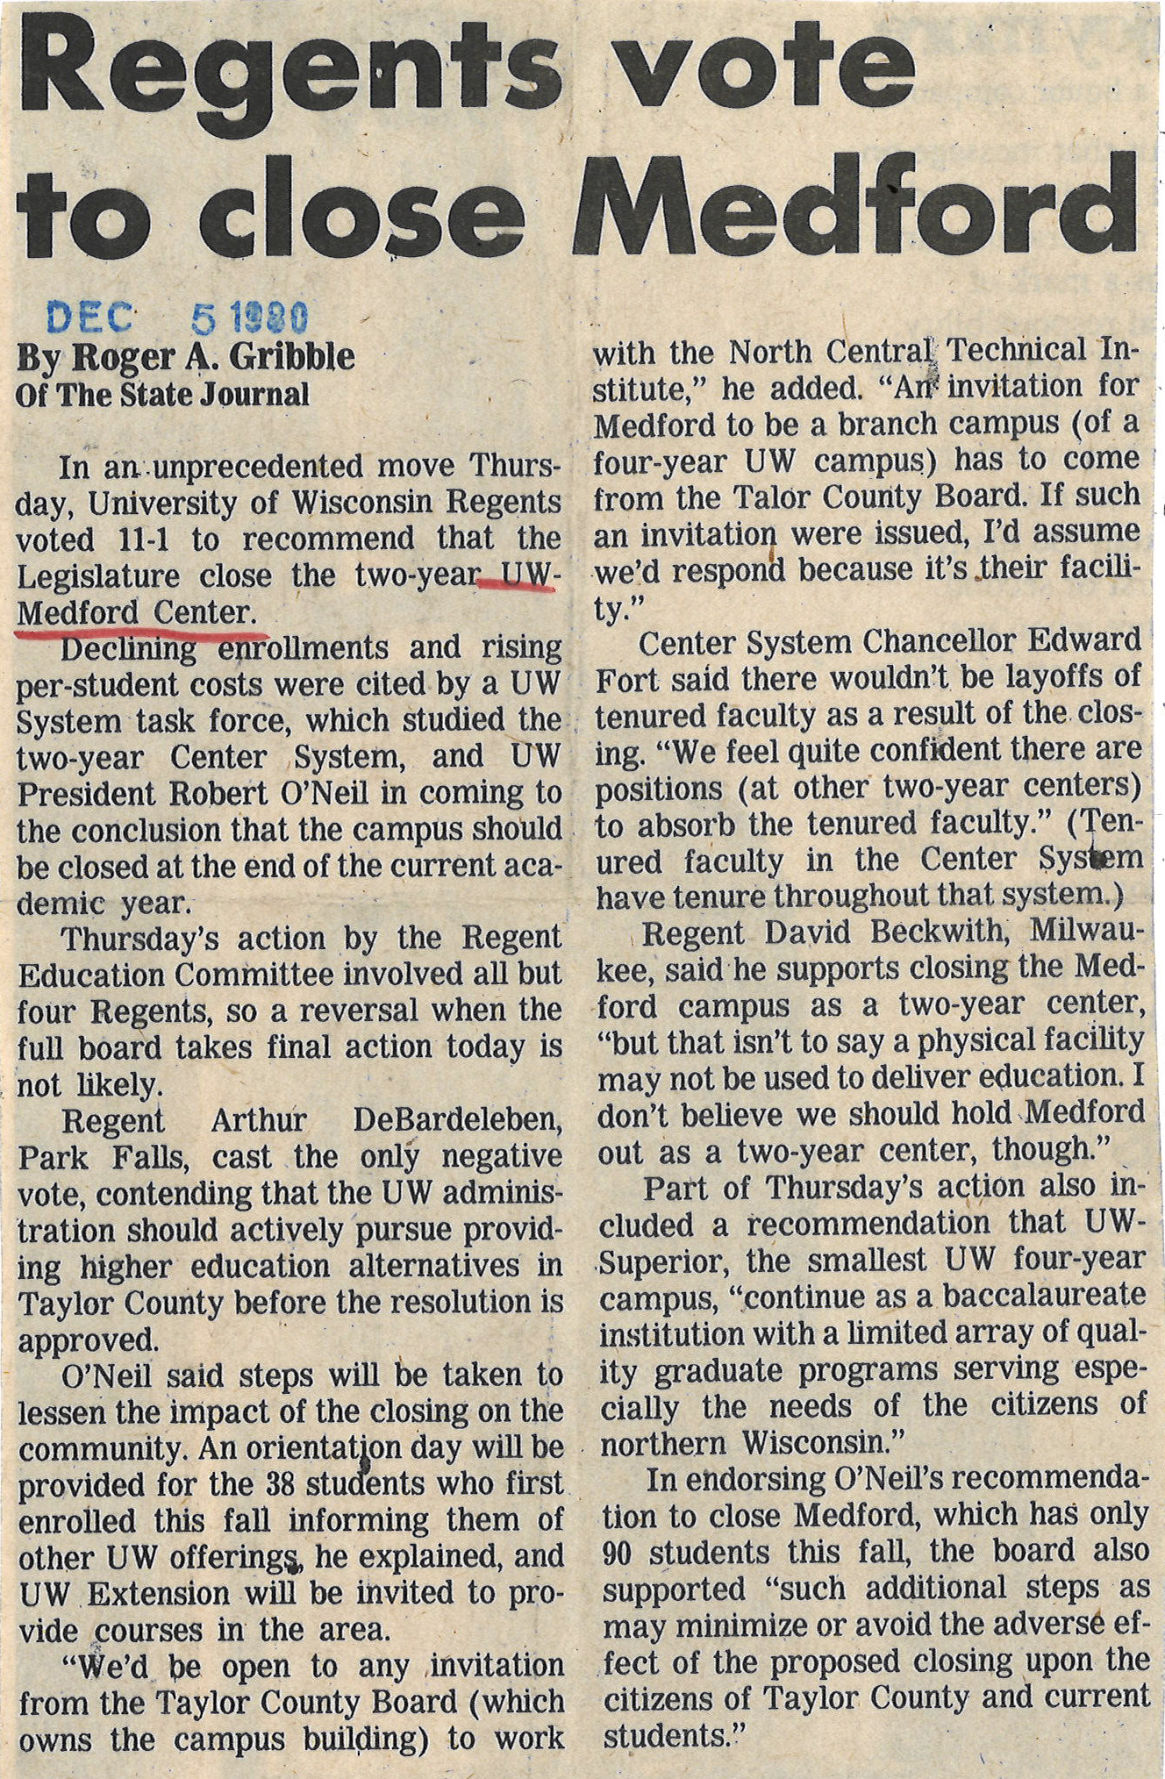 Regents vote
to close Medford
DEC 5 1980
By Roger A. Gribble
Of The State Journal
In an unprecedented move Thurs-
day, University of Wisconsin Regents
voted 11-1 to recommend that the
Legislature close the two-year UW-
Medford Center.
Declining enrollments and rising
per-student costs were cited by a UW
System task force, which studied the
two-year Center System, and UW
President Robert O'Neil in coming to
the conclusion that the campus should
be closed at the end of the current aca-
demic year.
Thursday's action by the Regent
Education Committee involved all but
four Regents, so a reversal when the
full board takes final action today is
not likely.
Regent Arthur DeBardeleben,
Park Falls, cast the only negative
vote, contending that the UW adminis-
tration should actively pursue provid-
ing higher education alternatives in
Taylor County before the resolution is
approved.
O'Neil said steps will be taken to
lessen the impact of the closing on the
community. An orientation day will be
provided for the 38 students who first
enrolled this fall informing them of
other UW offerings, he explained, and
UW Extension will be invited to pro-
vide courses in the area.
"We'd be open to any invitation
from the Taylor County Board (which
owns the campus building) to work
with the North Central Technical In-
stitute," he added. "An invitation for
Medford to be a branch campus (of a
four-year UW campus) has to come
from the Talor County Board. If such
an invitation were issued, I'd assume
we'd respond because it's their facili-
ty."
Center System Chancellor Edward
Fort said there wouldn't be layoffs of
tenured faculty as a result of the clos-
ing. "We feel quite confident there are
positions (at other two-year centers)
to absorb the tenured faculty." (Ten-
ured faculty in the Center System
have tenure throughout that system.)
Regent David Beckwith, Milwau-
kee, said he supports closing the Med-
ford campus as a two-year center,
"but that isn't to say a physical facility
may not be used to deliver education. I
don't believe we should hold Medford
out as a two-year center, though."
Part of Thursday's action also in-
cluded a recommendation that UW-
Superior, the smallest UW four-year
campus, "continue as a baccalaureate
institution with a limited array of qual-
ity graduate programs serving espe-
cially the needs of the citizens of
northern Wisconsin."
In endorsing O'Neil's recommenda-
tion to close Medford, which has only
90 students this fall, the board also
supported "such additional steps as
may minimize or avoid the adverse ef-
fect of the proposed closing upon the
citizens of Taylor County and current
students."